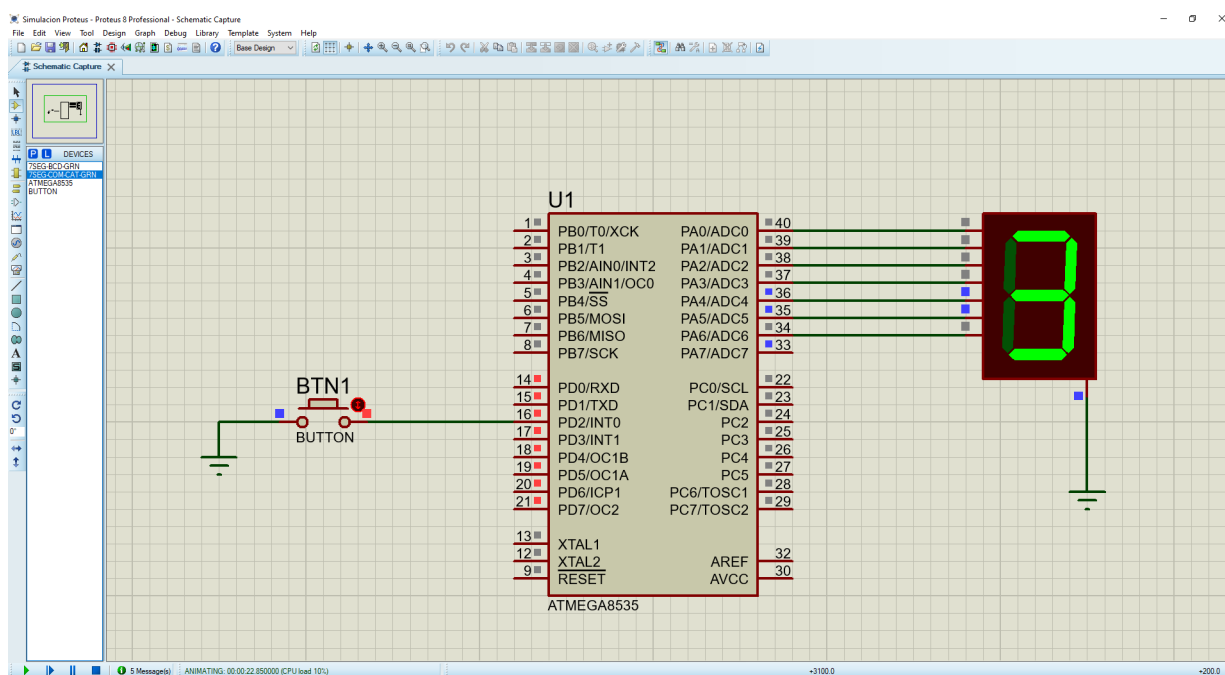 Simulacion Proteus - Proteus 8 Professional - Schematic Capture
File Edit View Tool Design Graph Debug Library Template System Help
Base Design
Schematic Capture
P L DEVICES
7SEG-BCD-GRN
7SEG-COM-CAT-GRN
ATMEGA8535
BUTTON
LBL
A
S
0°
U1
1 PB0/T0/XCK PA0/ADC0 40
2 PB1/T1 PA1/ADC1 39
3 PB2/AIN0/INT2 PA2/ADC2 38
4 PB3/AIN1/OC0 PA3/ADC3 37
5 PB4/SS PA4/ADC4 36
6 PB5/MOSI PA5/ADC5 35
7 PB6/MISO PA6/ADC6 34
8 PB7/SCK PA7/ADC7 33
14 PD0/RXD PC0/SCL 22
15 PD1/TXD PC1/SDA 23
16 PD2/INT0 PC2 24
17 PD3/INT1 PC3 25
18 PD4/OC1B PC4 26
19 PD5/OC1A PC5 27
20 PD6/ICP1 PC6/TOSC1 28
21 PD7/OC2 PC7/TOSC2 29
13 XTAL1
12 XTAL2 AREF 32
9 RESET AVCC 30
ATMEGA8535
BTN1
BUTTON
3
5 Message(s) ANIMATING: 00:00:22.850000 (CPU load 10%) +3100.0 +200.0